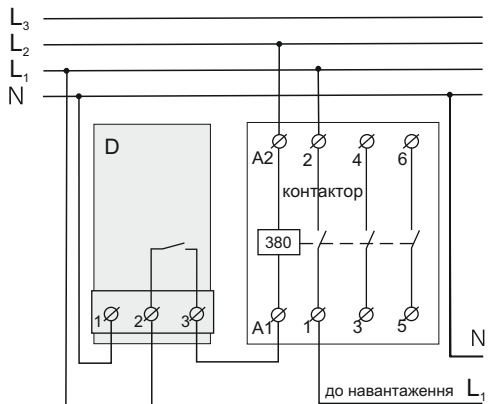 L3
L2
L1
N
D
A2 2 4 6
контактор
380
1 2 3 A1 1 3 5
N
до навантаження L1